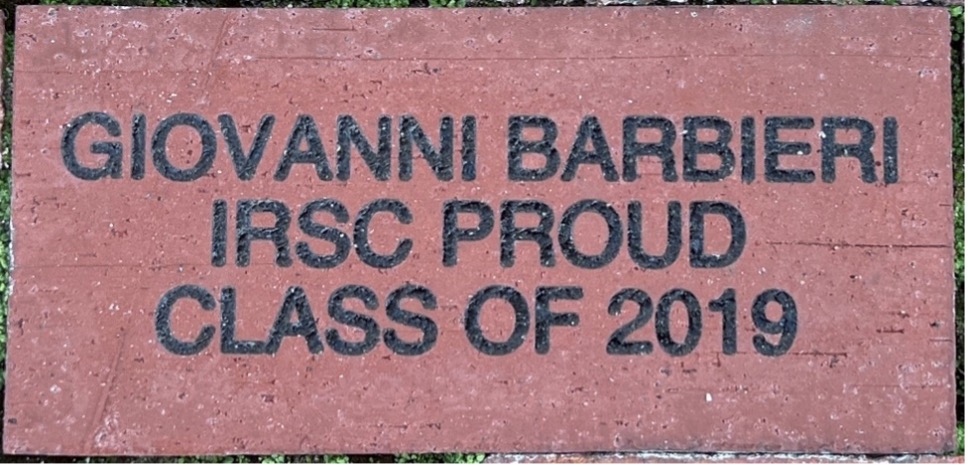 GIOVANNI BARBIERI
IRSC PROUD
CLASS OF 2019